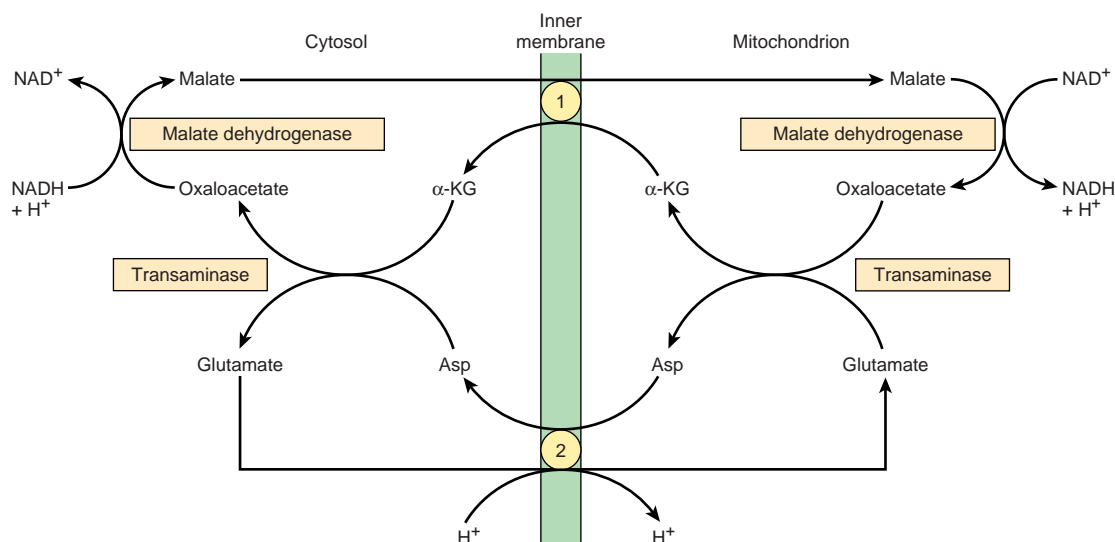 Inner
membrane
Cytosol
Mitochondrion
NAD+
Malate
Malate
NAD+
1
Malate dehydrogenase
Malate dehydrogenase
NADH
+ H+
Oxaloacetate
α-KG
α-KG
Oxaloacetate
NADH
+ H+
Transaminase
Transaminase
Glutamate
Asp
Asp
Glutamate
2
H+
H+